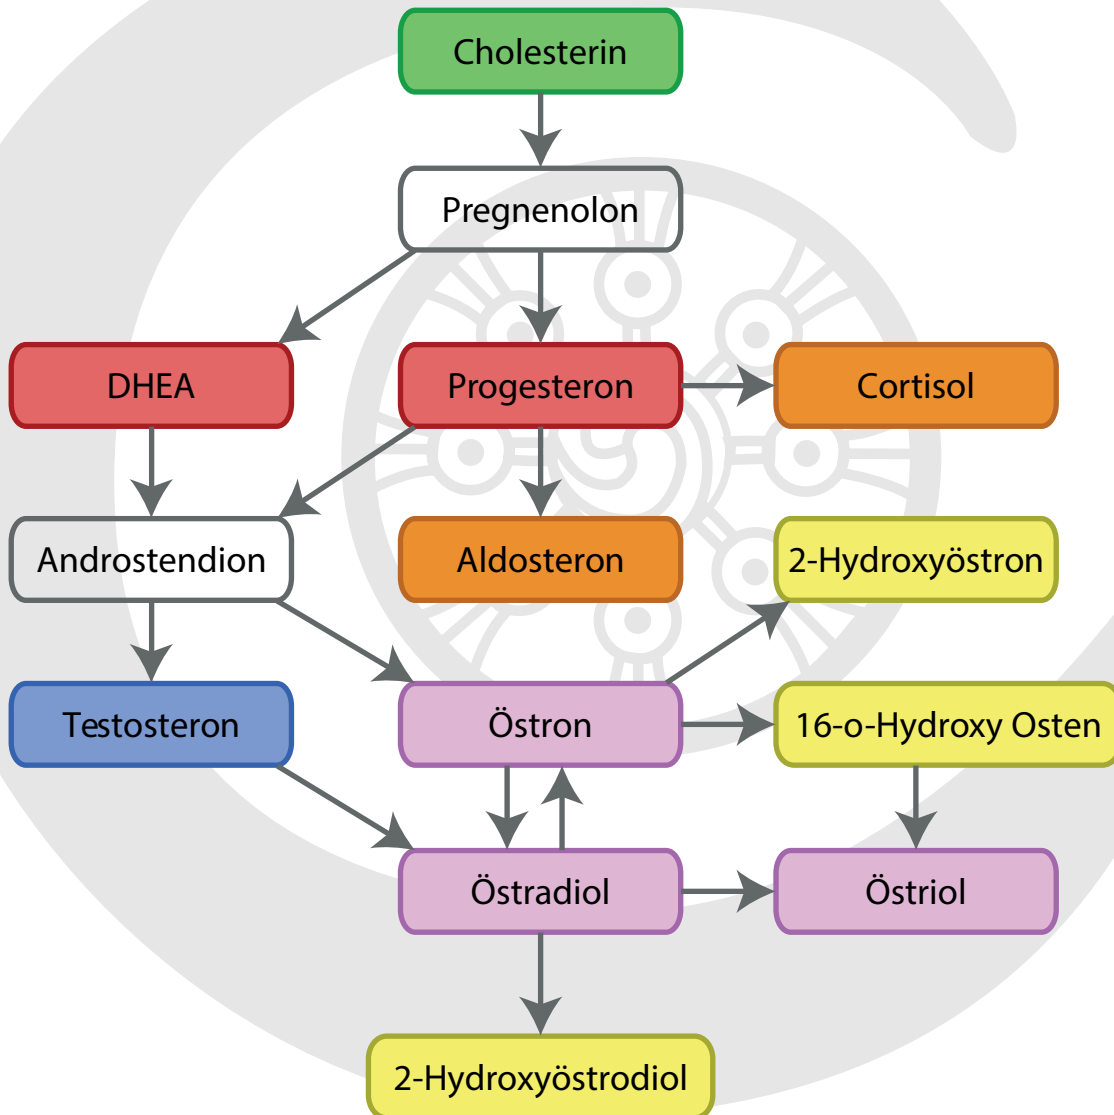 Cholesterin
Pregnenolon
DHEA
Progesteron
Cortisol
Androstendion
Aldosteron
2-Hydroxyöstron
Testosteron
Östron
16-o-Hydroxy Osten
Östradiol
Östriol
2-Hydroxyöstrodiol